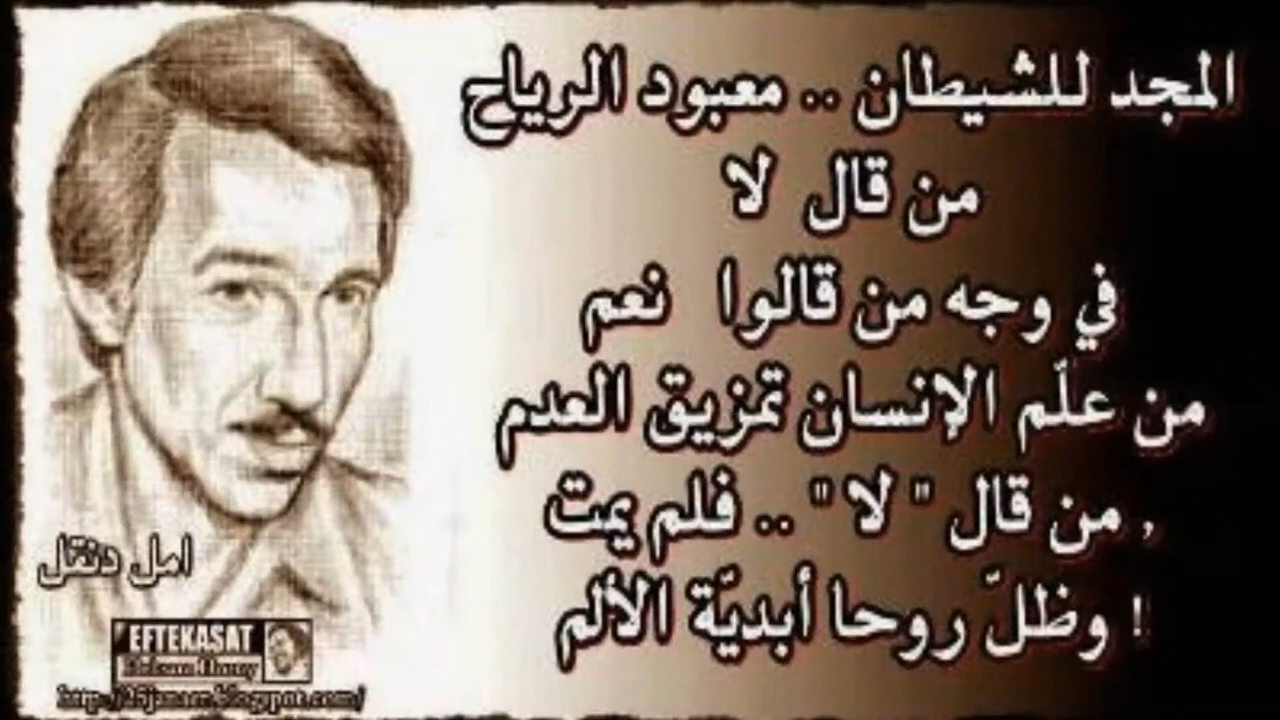 المجد للشيطان .. معبود الرياح
من قال لا
في وجه من قالوا نعم
من علّم الإنسان تمزيق العدم
, من قال " لا " .. فلم يمت
! وظلّ روحا أبديّة الألم
امل دنقل
EFTEKASAT